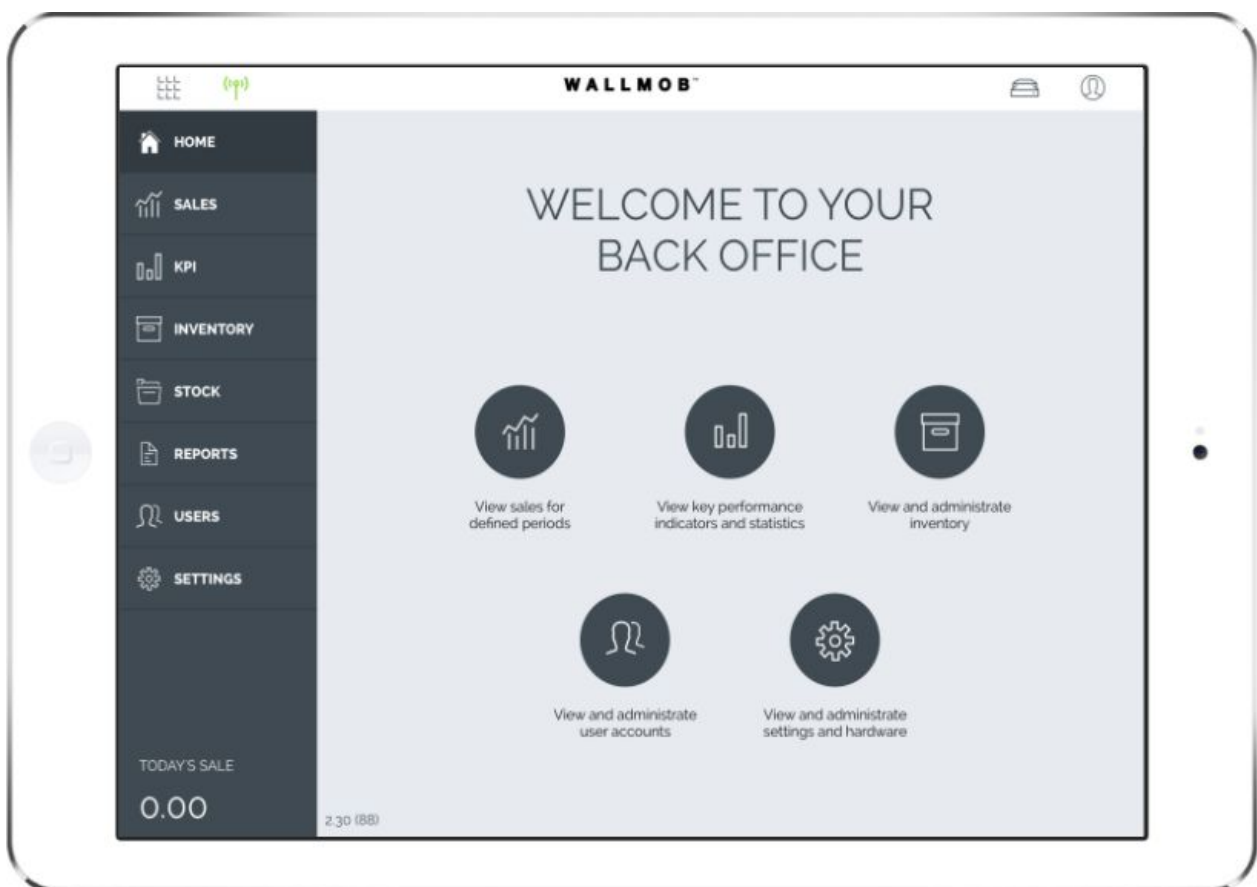 WALLMOB™
HOME
SALES
KPI
INVENTORY
STOCK
REPORTS
USERS
SETTINGS
TODAY'S SALE
0.00
WELCOME TO YOUR
BACK OFFICE
View sales for
defined periods
View key performance
indicators and statistics
View and administrate
inventory
View and administrate
user accounts
View and administrate
settings and hardware
2.30 (88)